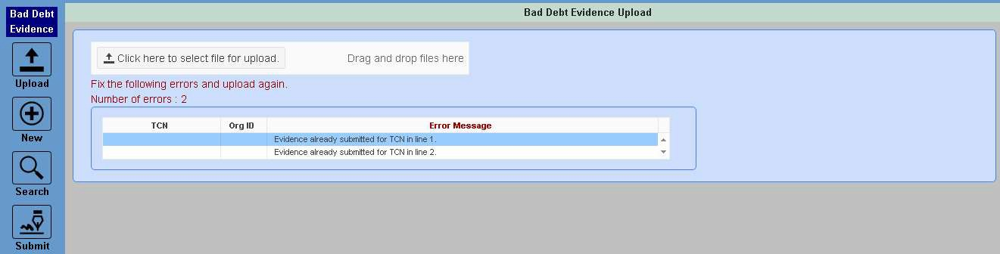 Bad Debt
Evidence
Upload
New
Search
Submit
Bad Debt Evidence Upload
Click here to select file for upload.
Drag and drop files here
Fix the following errors and upload again.
Number of errors : 2
TCN Org ID Error Message
Evidence already submitted for TCN in line 1.
Evidence already submitted for TCN in line 2.